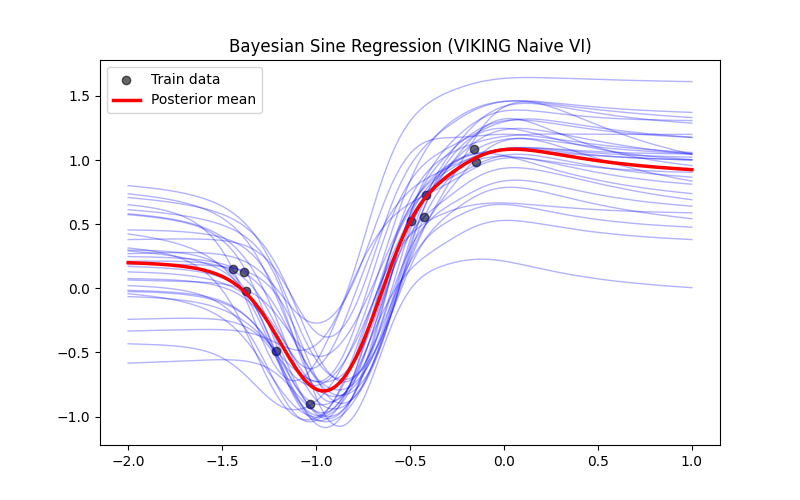 Bayesian Sine Regression (VIKING Naive VI)
Train data
Posterior mean
1.5
1.0
0.5
0.0
−0.5
−1.0
−2.0 −1.5 −1.0 −0.5 0.0 0.5 1.0